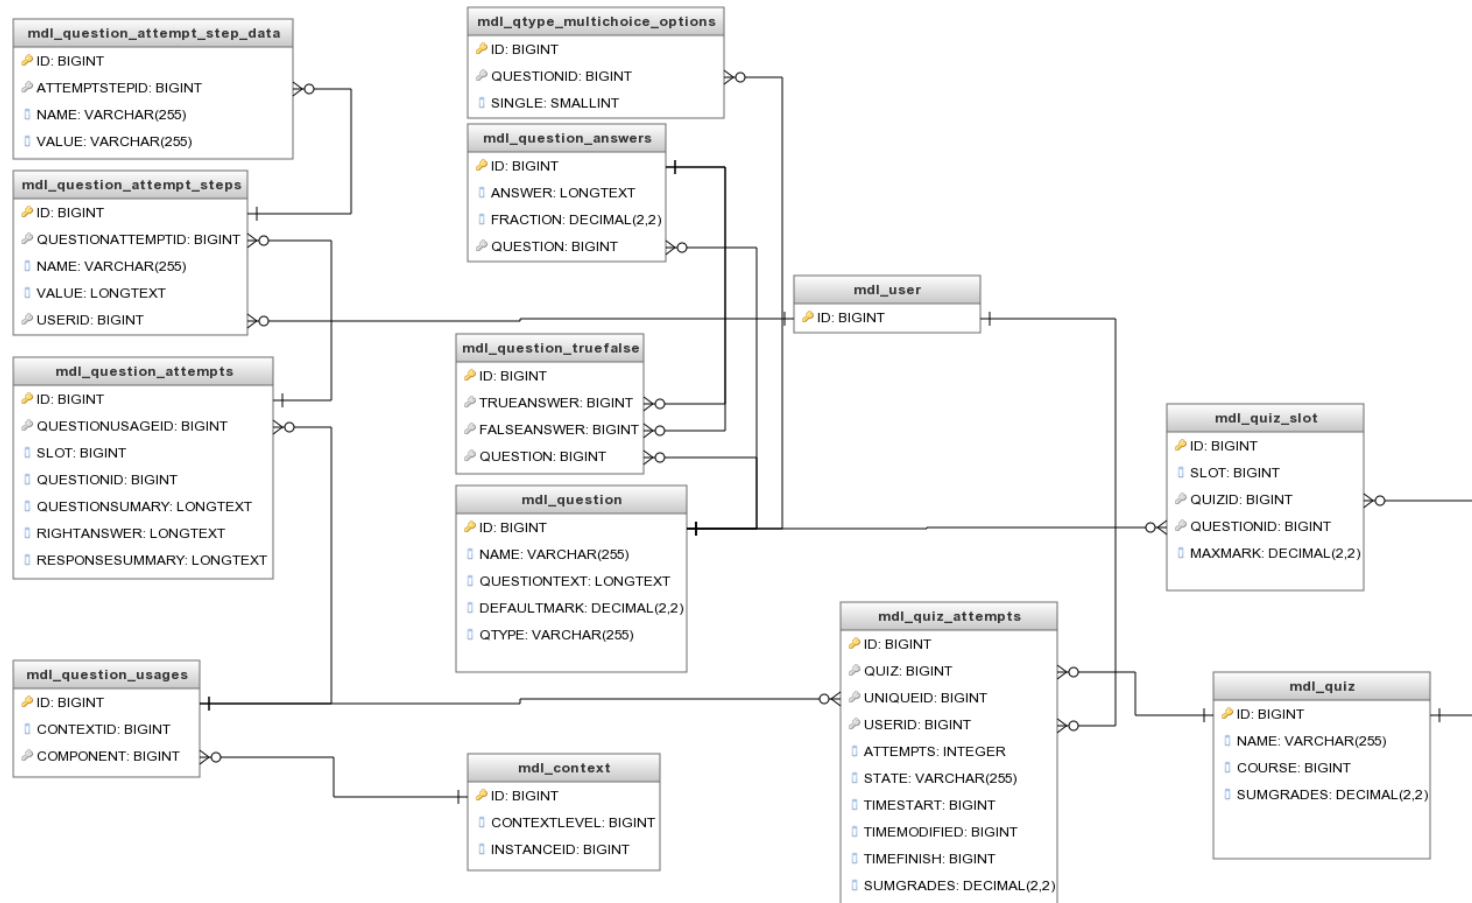 mdl_question_attempt_step_data
ID: BIGINT
ATTEMPTSTEPID: BIGINT
NAME: VARCHAR(255)
VALUE: VARCHAR(255)
mdl_question_attempt_steps
ID: BIGINT
QUESTIONATTEMPTID: BIGINT
NAME: VARCHAR(255)
VALUE: LONGTEXT
USERID: BIGINT
mdl_question_attempts
ID: BIGINT
QUESTIONUSAGEID: BIGINT
SLOT: BIGINT
QUESTIONID: BIGINT
QUESTIONSUMARY: LONGTEXT
RIGHTANSWER: LONGTEXT
RESPONSESUMMARY: LONGTEXT
mdl_question_usages
ID: BIGINT
CONTEXTID: BIGINT
COMPONENT: BIGINT
mdl_qtype_multichoice_options
ID: BIGINT
QUESTIONID: BIGINT
SINGLE: SMALLINT
mdl_question_answers
ID: BIGINT
ANSWER: LONGTEXT
FRACTION: DECIMAL(2,2)
QUESTION: BIGINT
mdl_question_truefalse
ID: BIGINT
TRUEANSWER: BIGINT
FALSEANSWER: BIGINT
QUESTION: BIGINT
mdl_question
ID: BIGINT
NAME: VARCHAR(255)
QUESTIONTEXT: LONGTEXT
DEFAULTMARK: DECIMAL(2,2)
QTYPE: VARCHAR(255)
mdl_context
ID: BIGINT
CONTEXTLEVEL: BIGINT
INSTANCEID: BIGINT
mdl_user
ID: BIGINT
mdl_quiz_attempts
ID: BIGINT
QUIZ: BIGINT
UNIQUEID: BIGINT
USERID: BIGINT
ATTEMPTS: INTEGER
STATE: VARCHAR(255)
TIMESTART: BIGINT
TIMEMODIFIED: BIGINT
TIMEFINISH: BIGINT
SUMGRADES: DECIMAL(2,2)
mdl_quiz_slot
ID: BIGINT
SLOT: BIGINT
QUIZID: BIGINT
QUESTIONID: BIGINT
MAXMARK: DECIMAL(2,2)
mdl_quiz
ID: BIGINT
NAME: VARCHAR(255)
COURSE: BIGINT
SUMGRADES: DECIMAL(2,2)